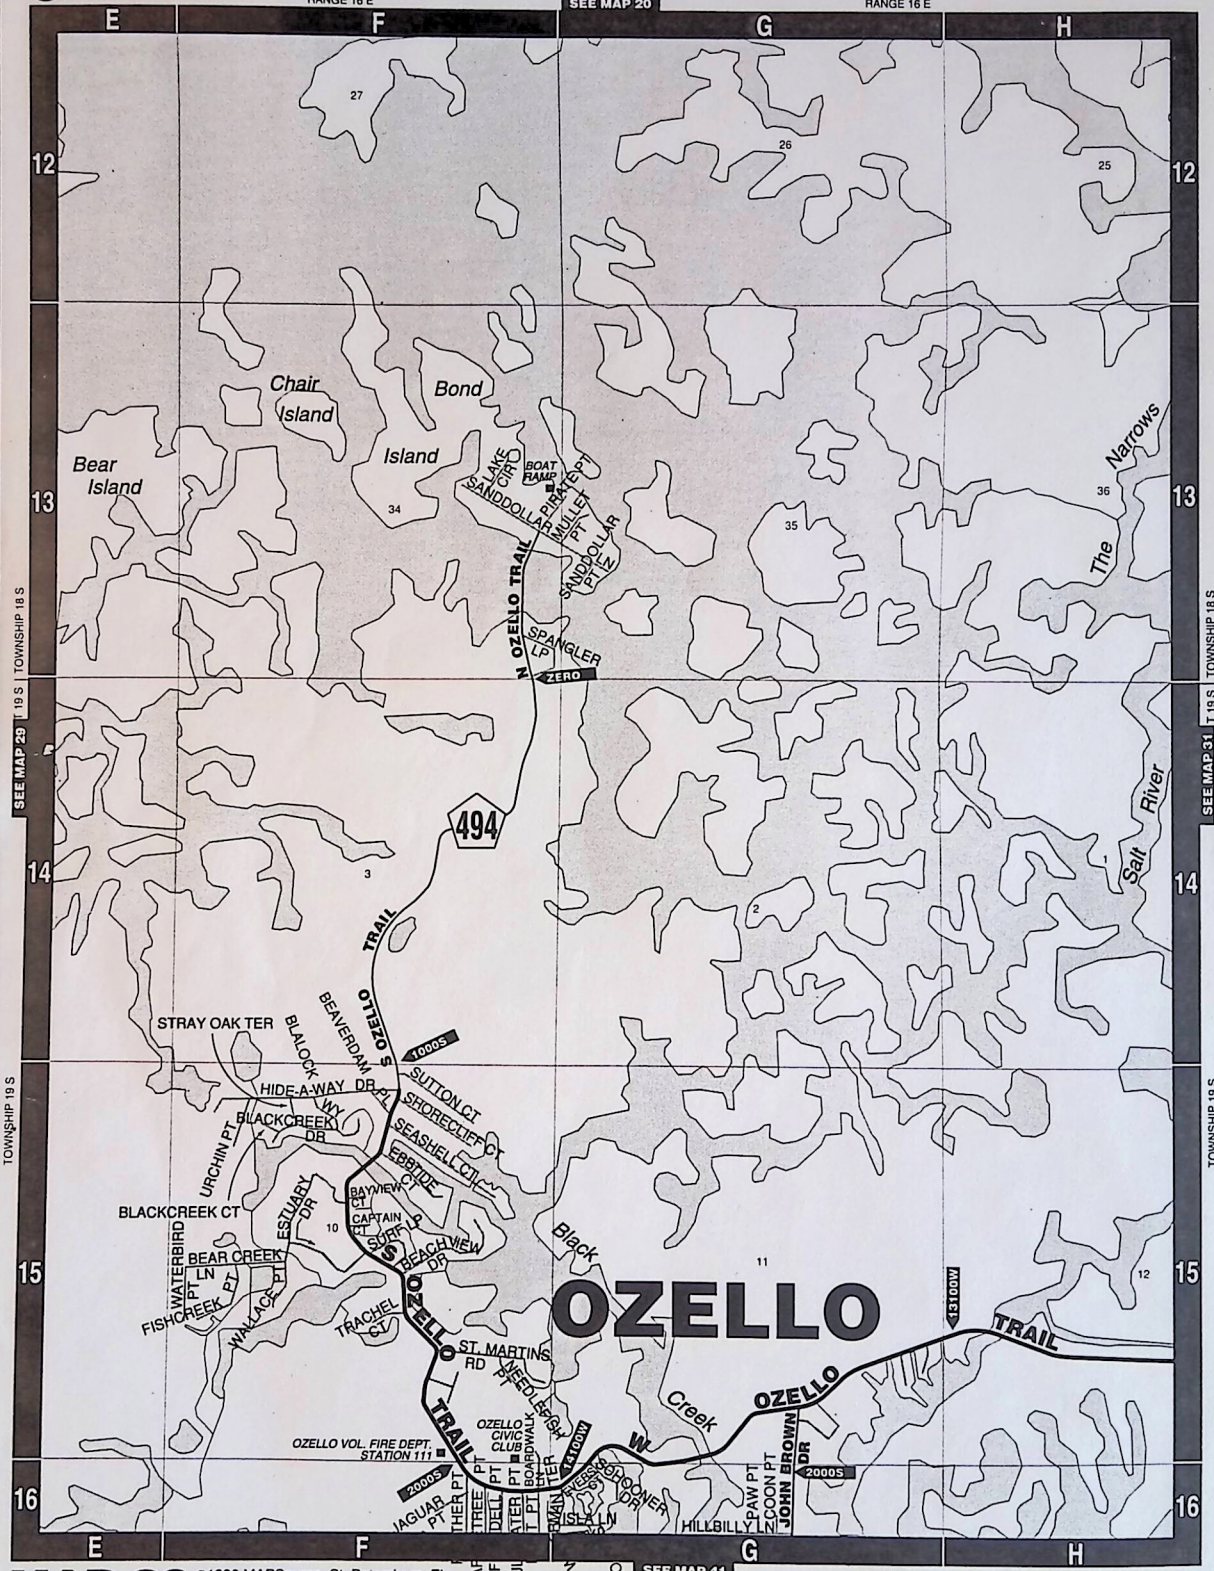 RANGE 16 E
SEE MAP 20
RANGE 16 E
E
F
G
H
27
26
25
12
12
Chair
Island
Bond
Island
Bear
Island
34
LAKE
CIR
BOAT
RAMP
PIRATE PT
SANDDOLLAR
MULLET
PT
SANDDOLLAR
PT
LN
35
36
The Narrows
13
13
N OZELLO TRAIL
SPANGLER
LP
ZERO
T 19 S | TOWNSHIP 18 S
T 19 S | TOWNSHIP 18 S
SEE MAP 29
SEE MAP 31
494
Salt River
3
2
1
14
14
TRAIL
S OZELLO
1000S
STRAY OAK TER
BLALOCK
WY
BEAVERDAM
PL
HIDE-A-WAY DR
SUTTON CT
SHORECLIFF CT
BLACKCREEK
DR
SEASHELL CT
EBBTIDE
CT
URCHIN PT
TOWNSHIP 19 S
TOWNSHIP 19 S
BAYVIEW
CT
BLACKCREEK CT
ESTUARY
DR
10
CAPTAIN
CT
SURF LP
BEACHVIEW
DR
WATERBIRD
PT
BEAR CREEK
LN
PT
FISHCREEK
WALLACE PT
Black
11
12
15
15
OZELLO
13100W
TRACHEL
CT
S OZELLO TRAIL
ST. MARTINS
RD
NEEDLEFISH
PT
TRAIL
OZELLO
Creek
W
OZELLO
CIVIC
CLUB
BOARDWALK
LN
14100W
OZELLO VOL. FIRE DEPT.
STATION 111
2000S
JOHN BROWN
DR
2000S
SCHOONER
DR
ISLA LN
PAW PT
COON PT
HILLBILLY LN
JAGUAR
PT
16
16
E
F
G
H
SEE MAP 41